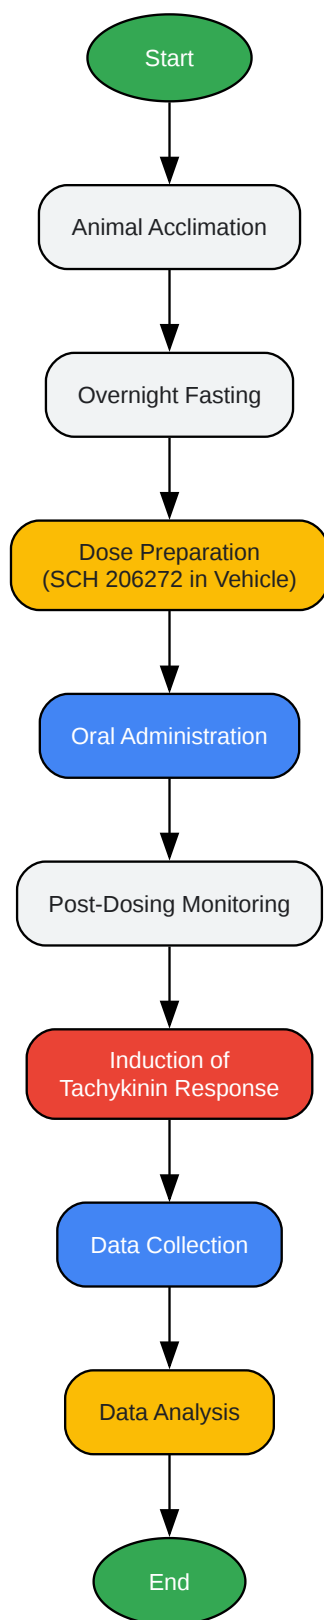 Start
Animal Acclimation
Overnight Fasting
Dose Preparation
(SCH 206272 in Vehicle)
Oral Administration
Post-Dosing Monitoring
Induction of
Tachykinin Response
Data Collection
Data Analysis
End